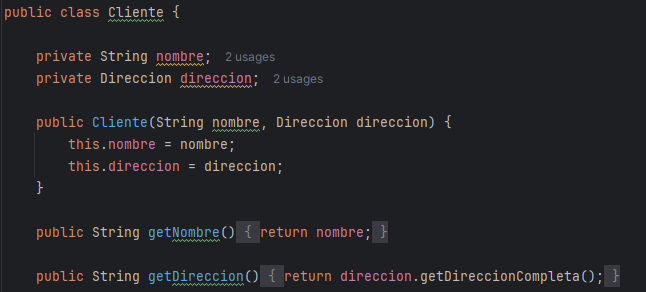 public class Cliente {
private String nombre; 2 usages
private Direccion direccion; 2 usages
public Cliente(String nombre, Direccion direccion) {
this.nombre = nombre;
this.direccion = direccion;
}
public String getNombre() { return nombre; }
public String getDireccion() { return direccion.getDireccionCompleta(); }